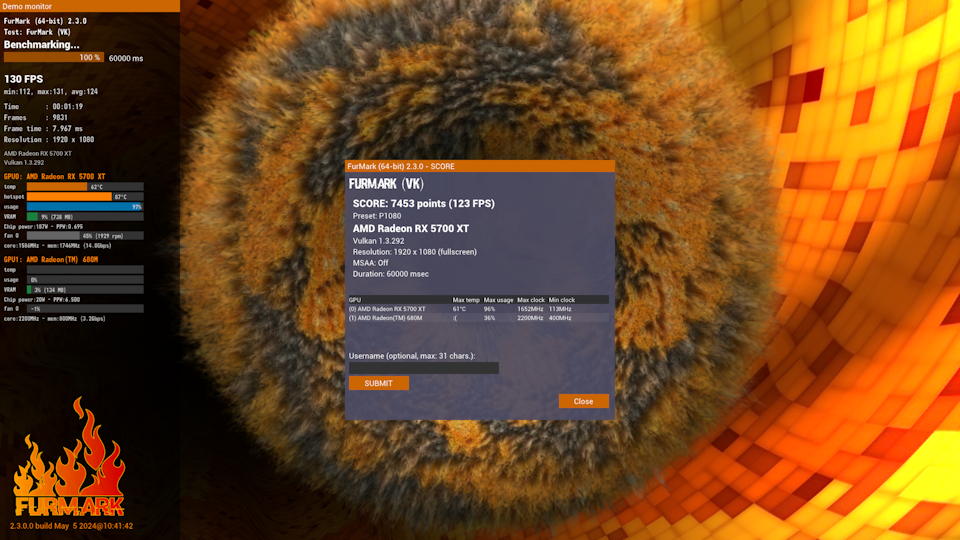 Demo monitor
FurMark (64-bit) 2.3.0
Test: FurMark (VK)
Benchmarking...
100 % 60000 ms
130 FPS
min:112, max:131, avg:124
Time : 00:01:19
Frames : 9831
Frame time : 7.967 ms
Resolution : 1920 x 1080
AMD Radeon RX 5700 XT
Vulkan 1.3.292
GPU0: AMD Radeon RX 5700 XT
temp 62°C
hotspot 87°C
usage 97%
VRAM 9% (738 MB)
Chip power:187W - PPW:0.695
fan 0 45% (1929 rpm)
core:1586MHz - mem:1746MHz (14.0Gbps)
GPU1: AMD Radeon(TM) 680M
temp
usage 0%
VRAM 3% (134 MB)
Chip power:20W - PPW:6.500
fan 0 -1%
core:2200MHz - mem:800MHz (3.2Gbps)
FURMARK
2.3.0.0 build May 5 2024@10:41:42
FurMark (64-bit) 2.3.0 - SCORE
FURMARK (VK)
SCORE: 7453 points (123 FPS)
Preset: P1080
AMD Radeon RX 5700 XT
Vulkan 1.3.292
Resolution: 1920 x 1080 (fullscreen)
MSAA: Off
Duration: 60000 msec
GPU Max temp Max usage Max clock Min clock
(0) AMD Radeon RX 5700 XT 61°C 96% 1652MHz 113MHz
(1) AMD Radeon(TM) 680M :( 36% 2200MHz 400MHz
Username (optional, max: 31 chars.):
SUBMIT
Close